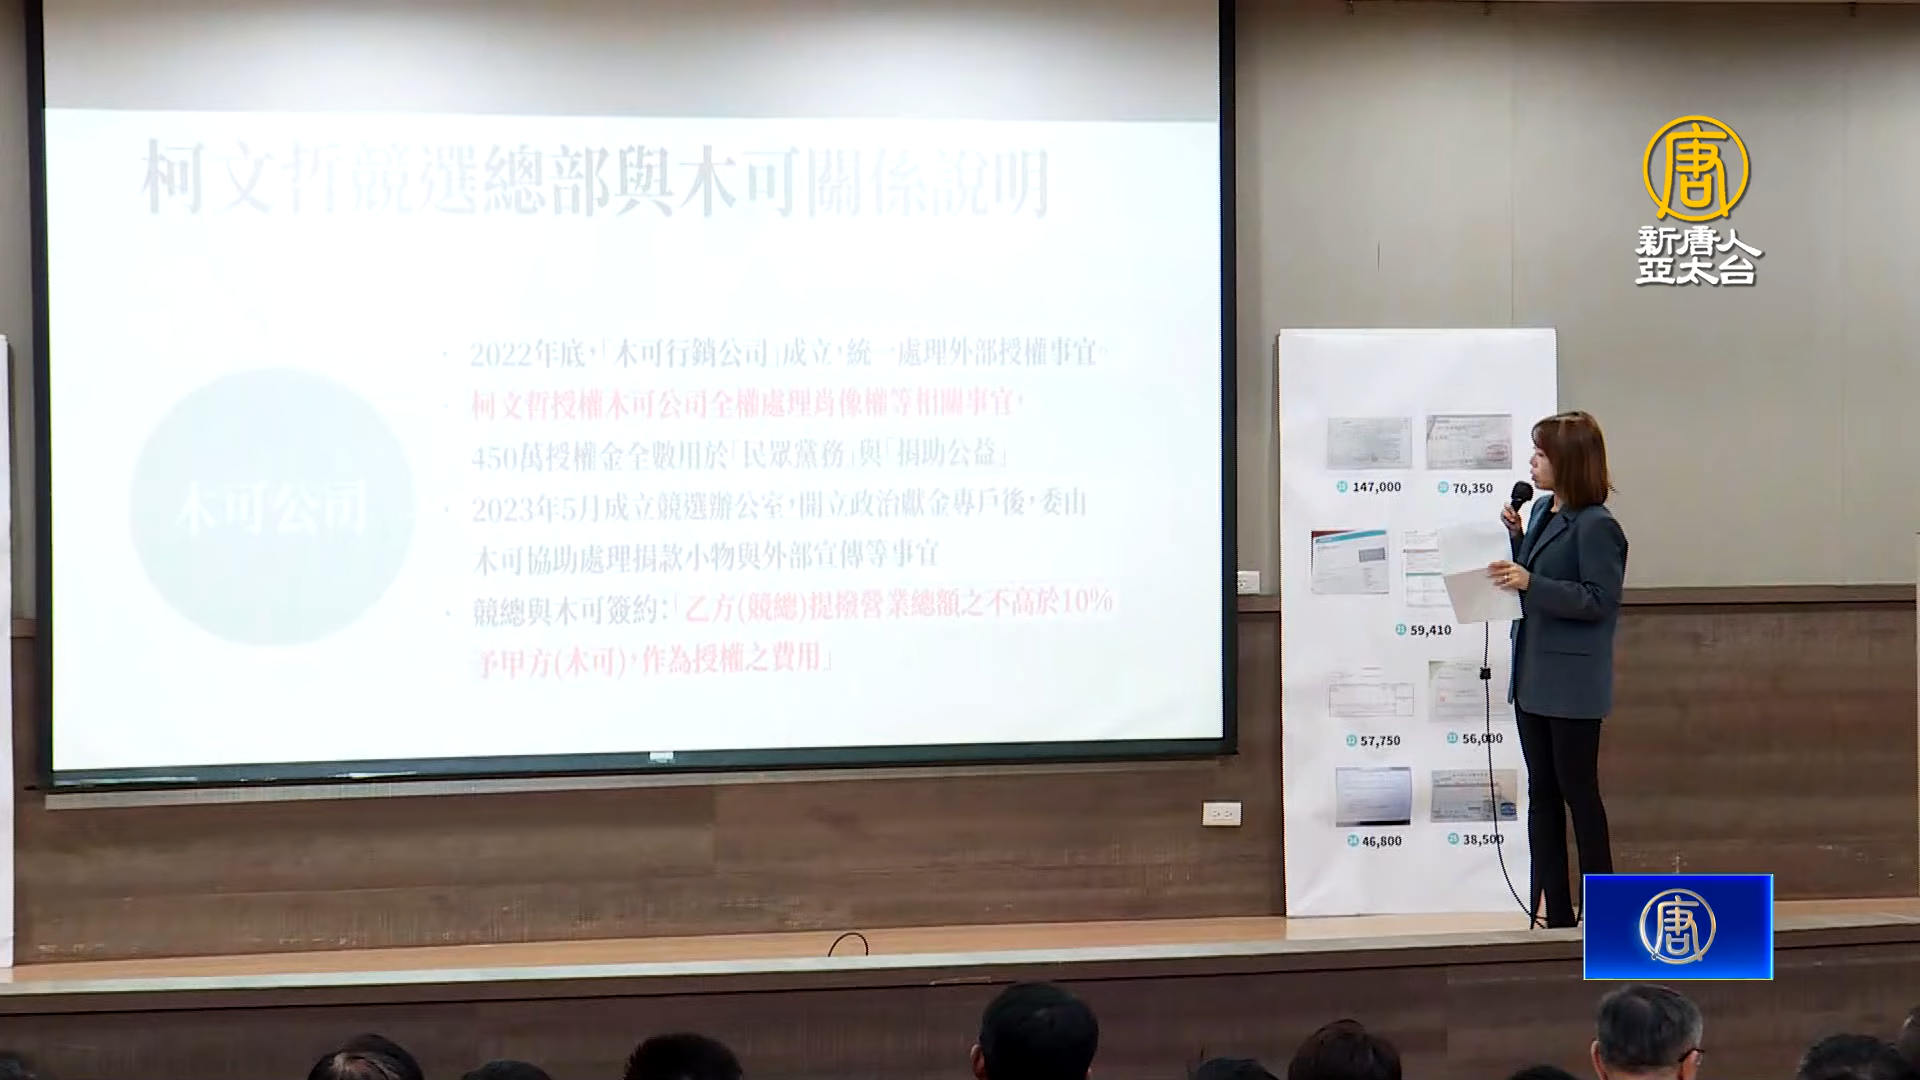 柯文哲競選總部與木可關係說明
木可公司
2022年底，「木可行銷公司」成立，統一處理外部授權事宜。
柯文哲授權木可公司全權處理肖像權等相關事宜，
450萬授權金全數用於「民眾黨務」與「捐助公益」
2023年5月成立競選辦公室，開立政治獻金專戶後，委由
木可協助處理捐款小物與外部宣傳等事宜
競總與木可簽約：「乙方(競總)提撥營業總額之不高於10%
予甲方(木可)，作為授權之費用」
147,000
70,350
59,410
57,750
56,000
46,800
38,500
唐
新唐人
亞太台
唐